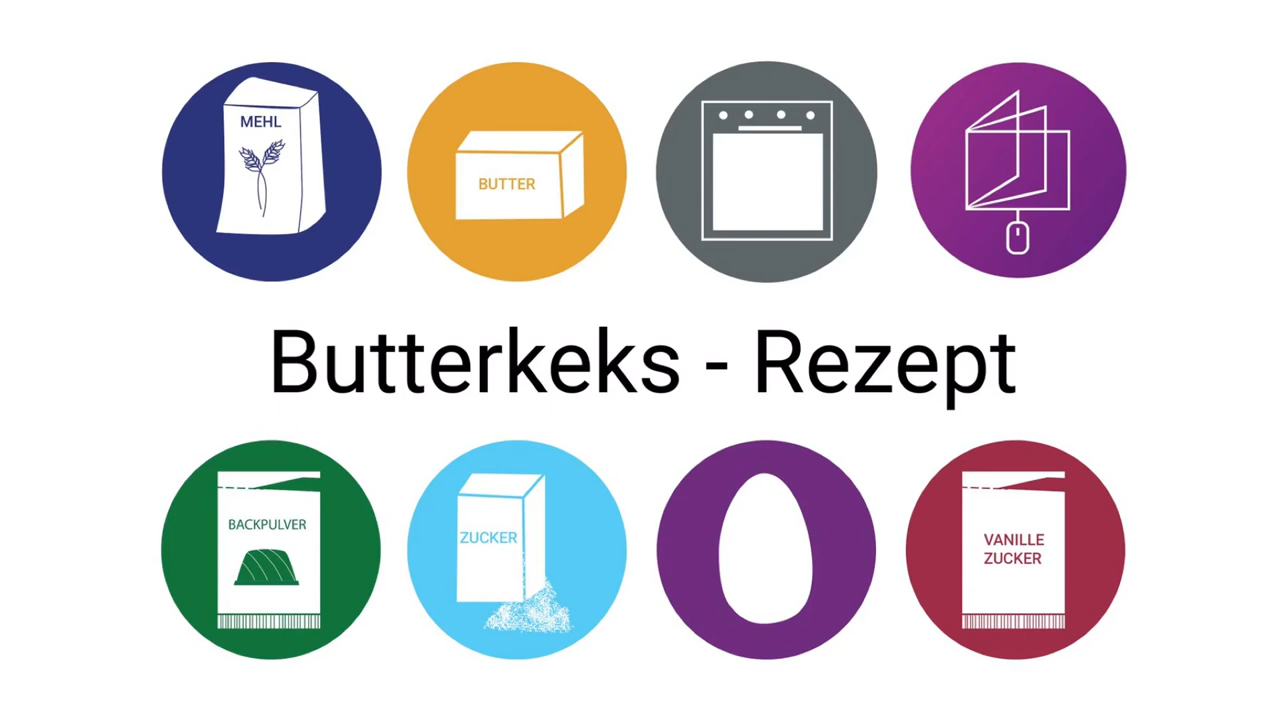 MEHL
BUTTER
Butterkeks - Rezept
BACKPULVER
ZUCKER
VANILLE
ZUCKER